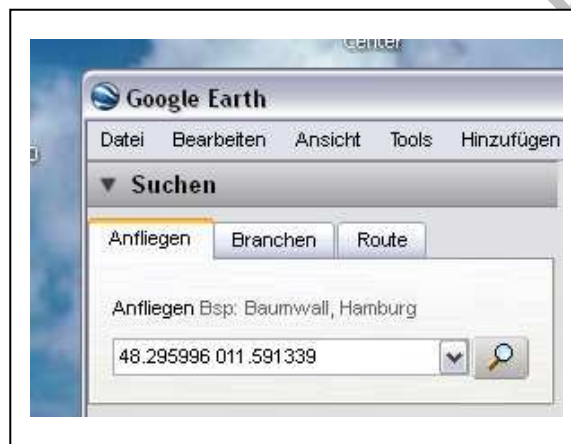 Center
Google Earth
Datei Bearbeiten Ansicht Tools Hinzufügen
Suchen
Anfliegen Branchen Route
Anfliegen Bsp: Baumwall, Hamburg
48.295996 011.591339